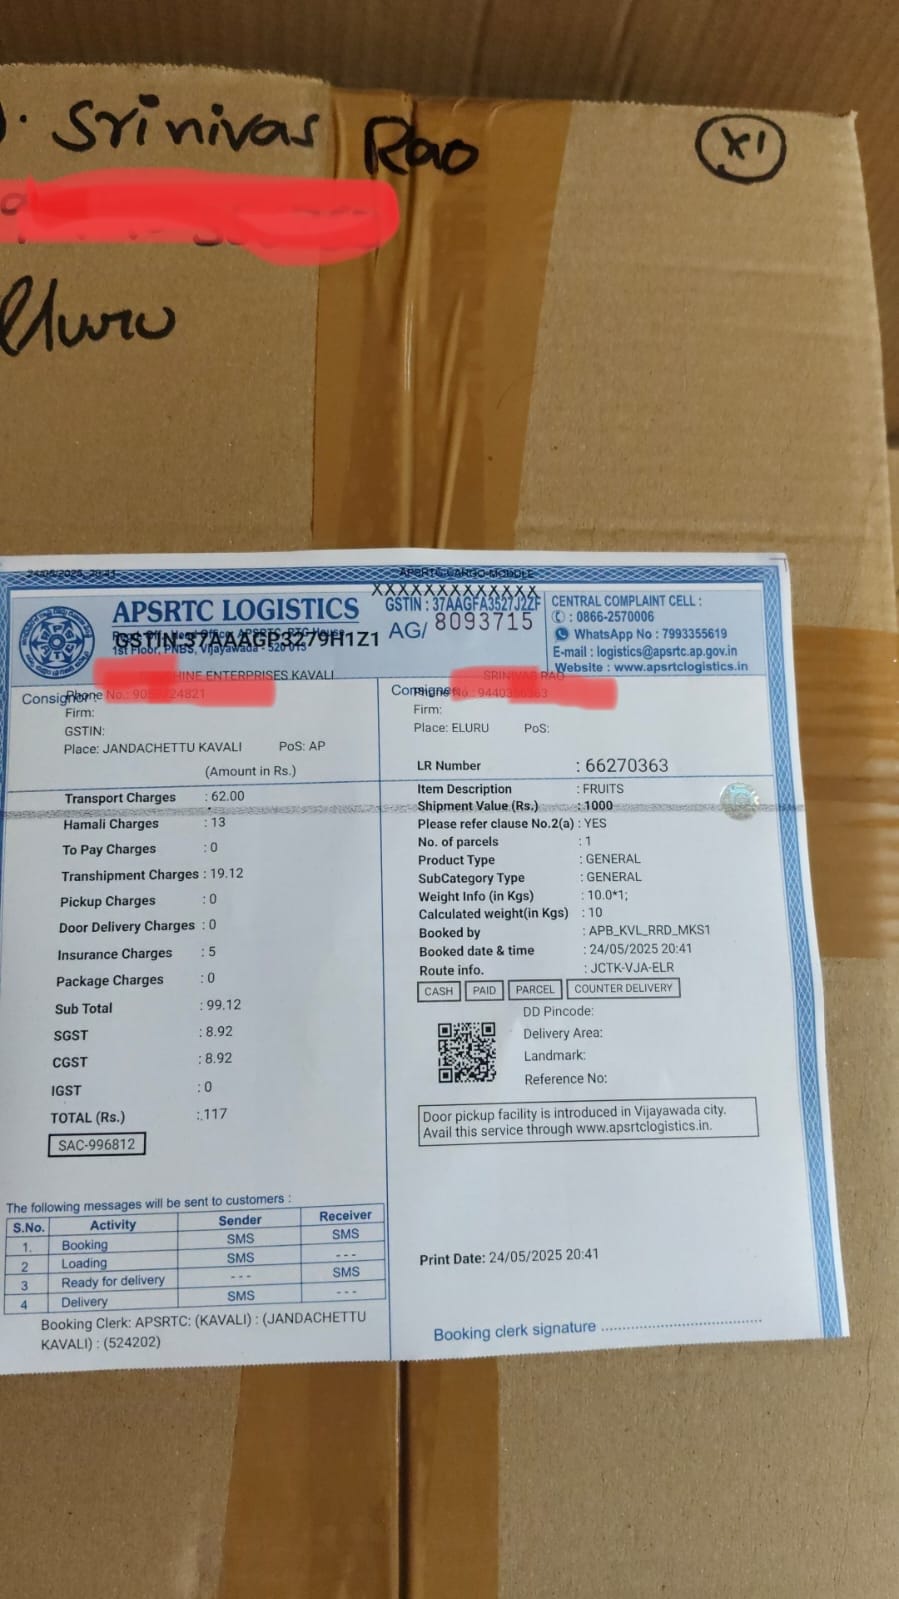 . Srinivas Rao
X1
luru
24/05/2025 20:41
APSRTC CARGO MODULE
XXXXXXXXXXXXX
APSRTC LOGISTICS
GSTIN : 37AAGFA3527J2ZF
AG/ 8093715
GSTIN-37AAAGP3279H1Z1
1st Floor, PNBS, Vijayawada - 520 013
CENTRAL COMPLAINT CELL :
: 0866-2570006
WhatsApp No : 7993355619
E-mail : logistics@apsrtc.ap.gov.in
Website : www.apsrtclogistics.in
HINE ENTERPRISES KAVALI
Consignor:
Phone No.:
Firm:
GSTIN:
Place: JANDACHETTU KAVALI PoS: AP
SRINIVAS RAO
Consignee
Phone No.:
Firm:
Place: ELURU PoS:
(Amount in Rs.)
Transport Charges : 62.00
Hamali Charges : 13
To Pay Charges : 0
Transhipment Charges : 19.12
Pickup Charges : 0
Door Delivery Charges : 0
Insurance Charges : 5
Package Charges : 0
Sub Total : 99.12
SGST : 8.92
CGST : 8.92
IGST : 0
TOTAL (Rs.) : 117
SAC-996812
LR Number : 66270363
Item Description : FRUITS
Shipment Value (Rs.) : 1000
Please refer clause No.2(a) : YES
No. of parcels : 1
Product Type : GENERAL
SubCategory Type : GENERAL
Weight Info (in Kgs) : 10.0*1;
Calculated weight(in Kgs) : 10
Booked by : APB_KVL_RRD_MKS1
Booked date & time : 24/05/2025 20:41
Route info. : JCTK-VJA-ELR
CASH PAID PARCEL COUNTER DELIVERY
DD Pincode:
Delivery Area:
Landmark:
Reference No:
Door pickup facility is introduced in Vijayawada city.
Avail this service through www.apsrtclogistics.in.
The following messages will be sent to customers :
S.No. Activity Sender Receiver
1. Booking SMS SMS
2 Loading SMS ---
3 Ready for delivery --- SMS
4 Delivery SMS ---
Booking Clerk: APSRTC: (KAVALI) : (JANDACHETTU
KAVALI) : (524202)
Print Date: 24/05/2025 20:41
Booking clerk signature ........................................